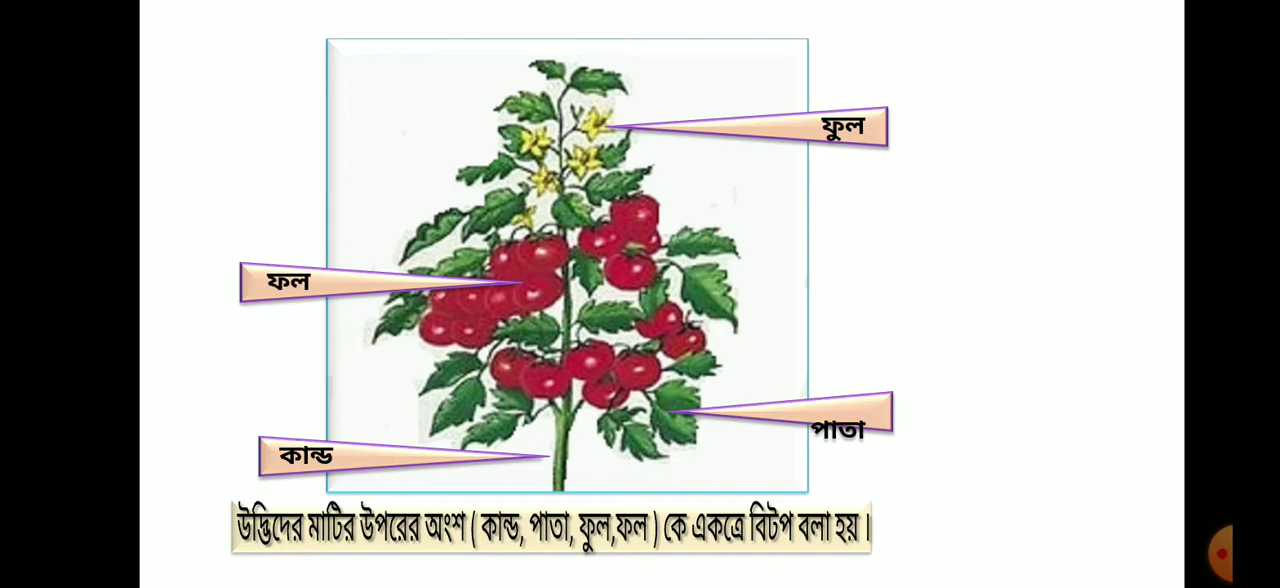 ফুল
ফল
পাতা
কান্ড
উদ্ভিদের মাটির উপরের অংশ ( কান্ড, পাতা, ফুল,ফল ) কে একত্রে বিটপ বলা হয়।